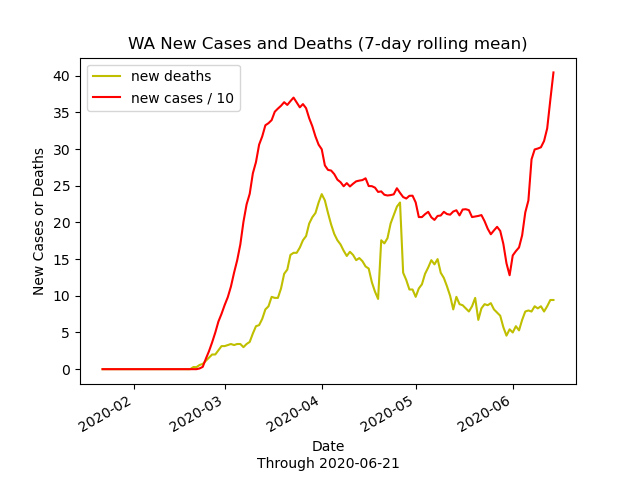 WA New Cases and Deaths (7-day rolling mean)
new deaths
new cases / 10
40
35
30
25
20
15
10
5
0
New Cases or Deaths
2020-02
2020-03
2020-04
2020-05
2020-06
Date
Through 2020-06-21